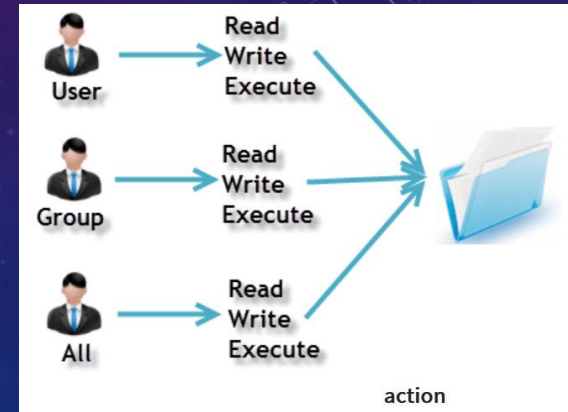 User
Read
Write
Execute
Group
Read
Write
Execute
All
Read
Write
Execute
action